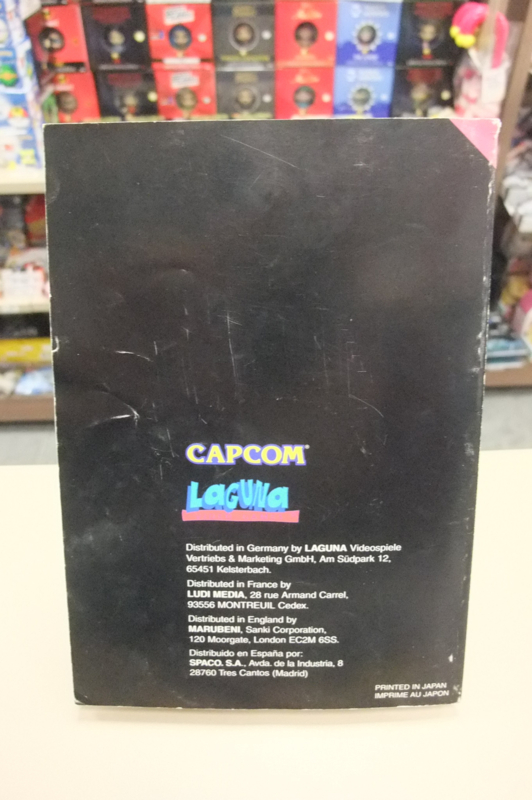 CAPCOM®
LAGUNA
Distributed in Germany by LAGUNA Videospiele
Vertriebs & Marketing GmbH, Am Südpark 12,
65451 Kelsterbach.
Distributed in France by
LUDI MEDIA, 28 rue Armand Carrel,
93556 MONTREUIL Cedex.
Distributed in England by
MARUBENI, Sanki Corporation,
120 Moorgate, London EC2M 6SS.
Distribuido en España por:
SPACO. S.A., Avda. de la Industria, 8
28760 Tres Cantos (Madrid)
PRINTED IN JAPAN
IMPRIME AU JAPON